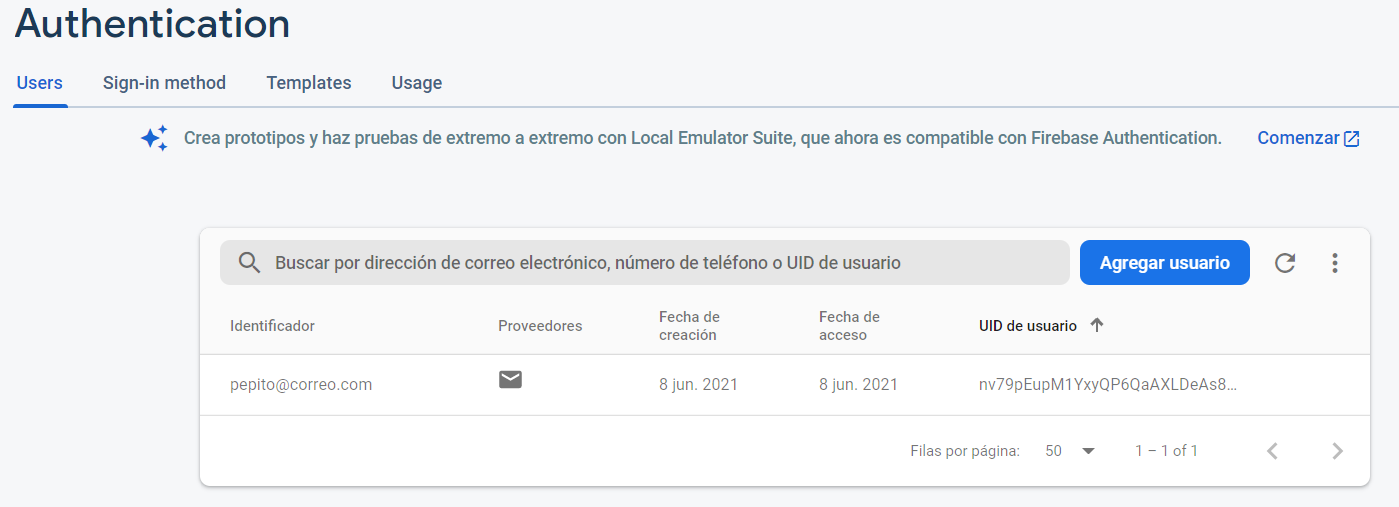 Authentication
Users Sign-in method Templates Usage
Crea prototipos y haz pruebas de extremo a extremo con Local Emulator Suite, que ahora es compatible con Firebase Authentication. Comenzar
Buscar por dirección de correo electrónico, número de teléfono o UID de usuario Agregar usuario
Identificador Proveedores Fecha de creación Fecha de acceso UID de usuario
pepito@correo.com 8 jun. 2021 8 jun. 2021 nv79pEupM1YxyQP6QaAXLDeAs8...
Filas por página: 50 1 – 1 of 1